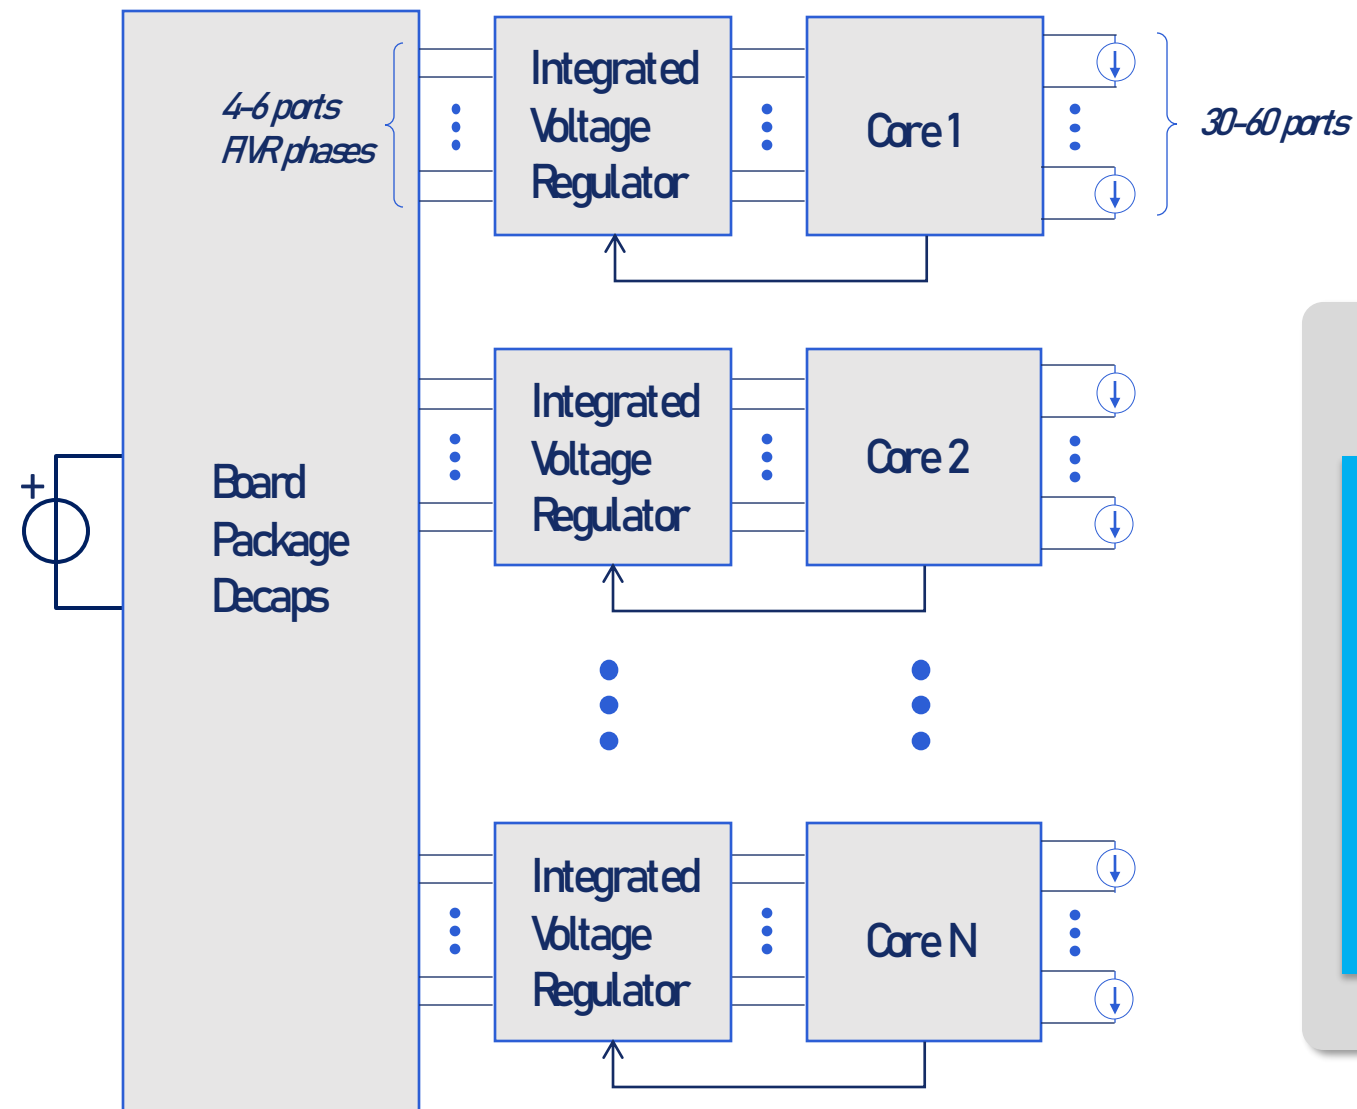 4-6 ports
FIVR phases
Integrated
Voltage
Regulator
Core 1
30-60 ports
Integrated
Voltage
Regulator
Core 2
+
Board
Package
Decaps
Integrated
Voltage
Regulator
Core N